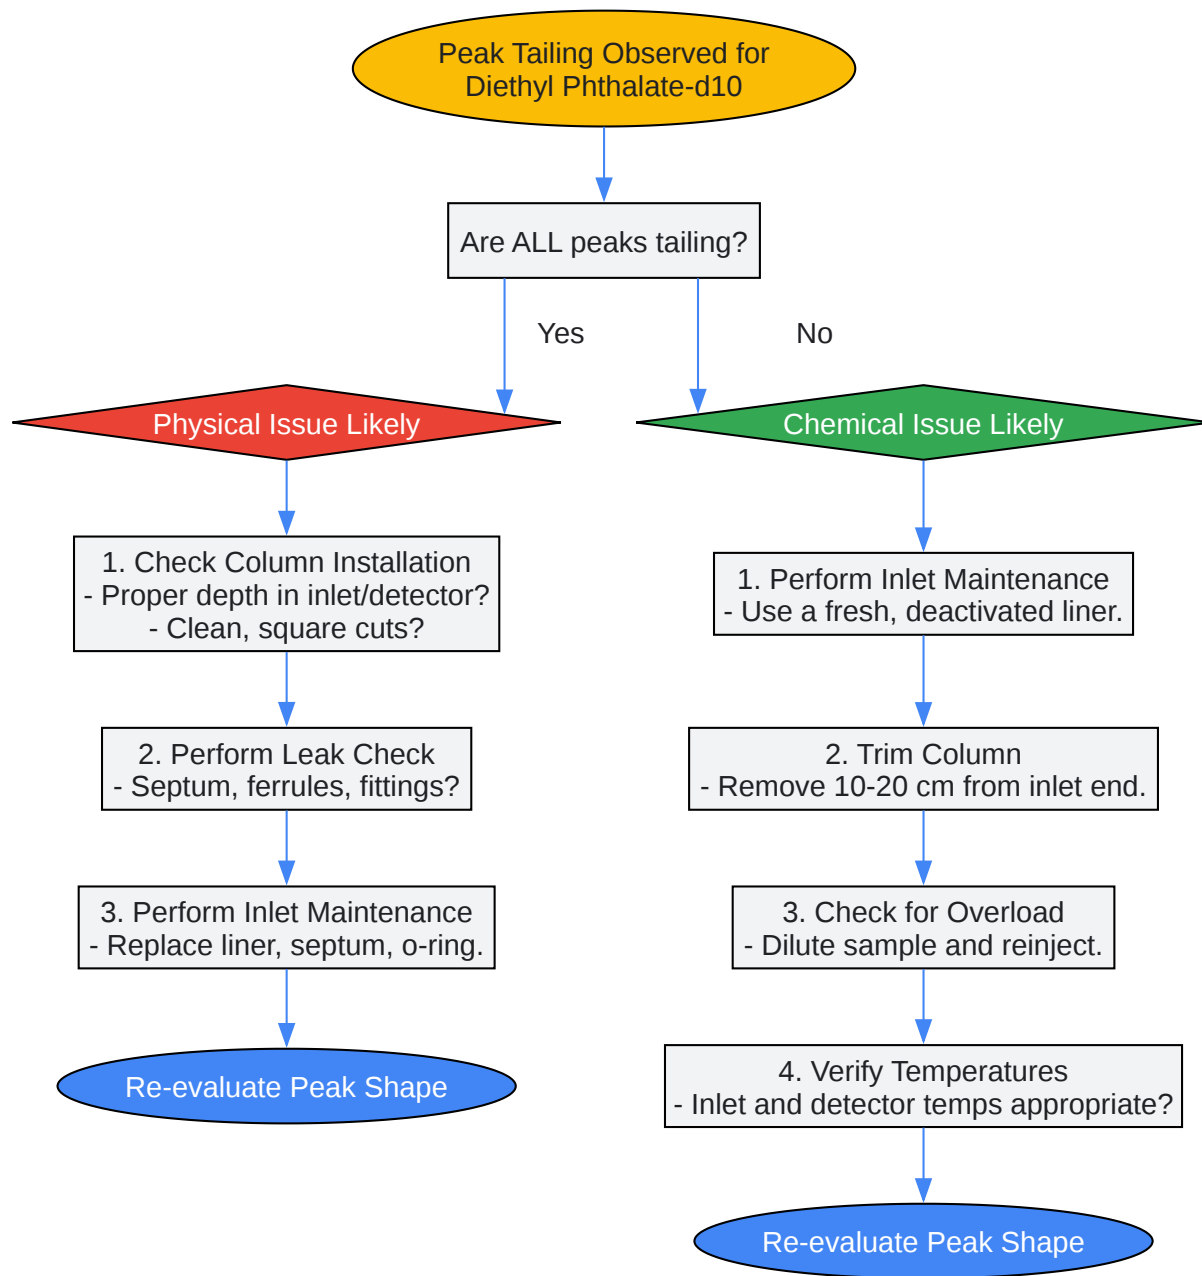 Peak Tailing Observed for
Diethyl Phthalate-d10
Are ALL peaks tailing?
Yes
No
Physical Issue Likely
Chemical Issue Likely
1. Check Column Installation
- Proper depth in inlet/detector?
- Clean, square cuts?
2. Perform Leak Check
- Septum, ferrules, fittings?
3. Perform Inlet Maintenance
- Replace liner, septum, o-ring.
Re-evaluate Peak Shape
1. Perform Inlet Maintenance
- Use a fresh, deactivated liner.
2. Trim Column
- Remove 10-20 cm from inlet end.
3. Check for Overload
- Dilute sample and reinject.
4. Verify Temperatures
- Inlet and detector temps appropriate?
Re-evaluate Peak Shape